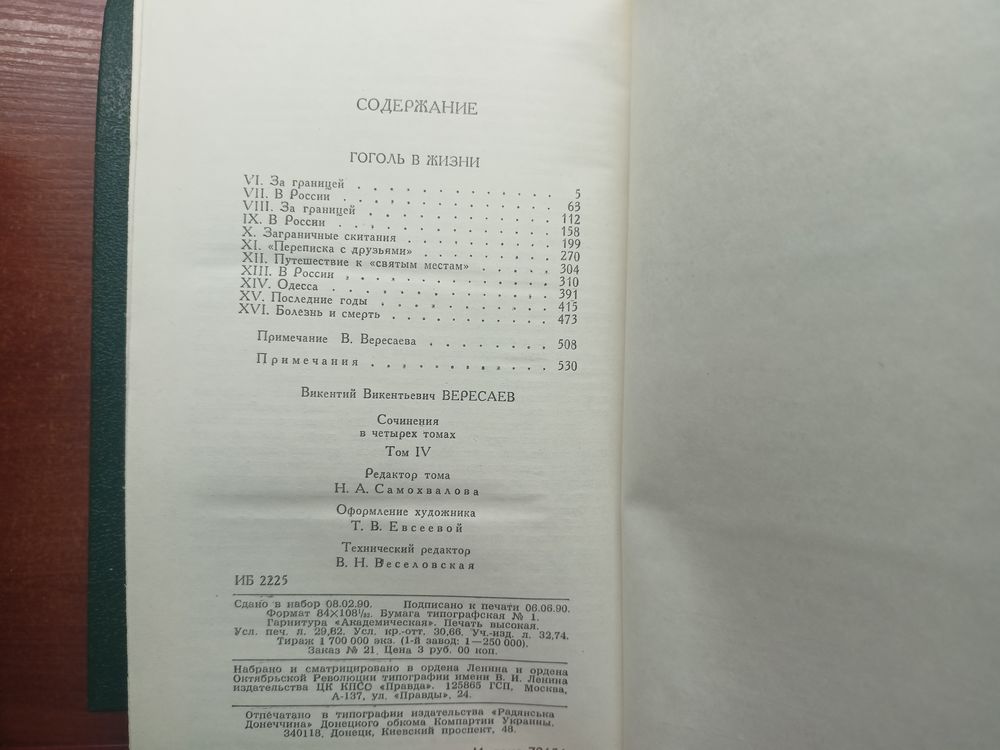 СОДЕРЖАНИЕ
ГОГОЛЬ В ЖИЗНИ
VI. За границей . . . . . . . . . . . . 5
VII. В России . . . . . . . . . . . . 63
VIII. За границей . . . . . . . . . . . 112
IX. В России . . . . . . . . . . . . 158
X. Заграничные скитания . . . . . . . . 199
XI. «Переписка с друзьями» . . . . . . . 270
XII. Путешествие к «святым местам» . . . . . 304
XIII. В России . . . . . . . . . . . . 310
XIV. Одесса . . . . . . . . . . . . 391
XV. Последние годы . . . . . . . . . . 415
XVI. Болезнь и смерть . . . . . . . . . 473
Примечание В. Вересаева . . . . . . . 508
Примечания . . . . . . . . . . 530
Викентий Викентьевич ВЕРЕСАЕВ
Сочинения
в четырех томах
Том IV
Редактор тома
Н. А. Самохвалова
Оформление художника
Т. В. Евсеевой
Технический редактор
В. Н. Веселовская
ИБ 2225
Сдано в набор 08.02.90. Подписано к печати 06.06.90.
Формат 84×108¹/₃₂. Бумага типографская № 1.
Гарнитура «Академическая». Печать высокая.
Усл. печ. л. 29,82. Усл. кр.-отт. 30,66. Уч.-изд. л. 32,74.
Тираж 1 700 000 экз. (1-й завод: 1—250 000).
Заказ № 21. Цена 3 руб. 00 коп.
Набрано и сматрицировано в ордена Ленина и ордена
Октябрьской Революции типографии имени В. И. Ленина
издательства ЦК КПСС «Правда». 125865 ГСП, Москва,
А-137, ул. «Правды», 24.
Отпечатано в типографии издательства «Радянська
Донеччина» Донецкого обкома Компартии Украины.
340118, Донецк, Киевский проспект, 48.